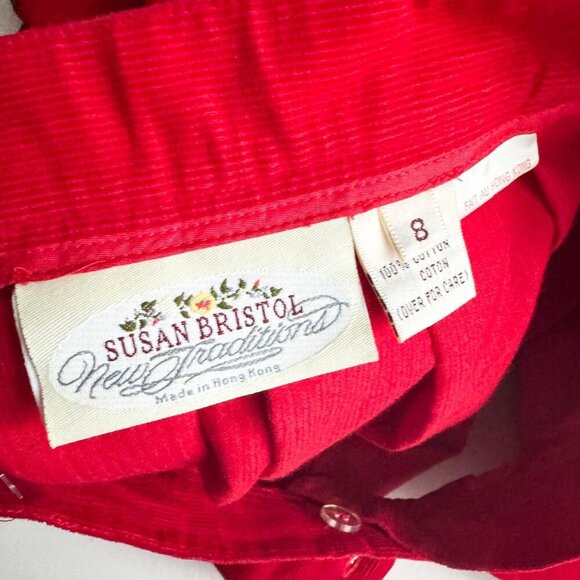 SUSAN BRISTOL
New Traditions
Made in Hong Kong
8
100% COTTON
COTON
(OVER FOR CARE)
FAIT AU HONG KONG